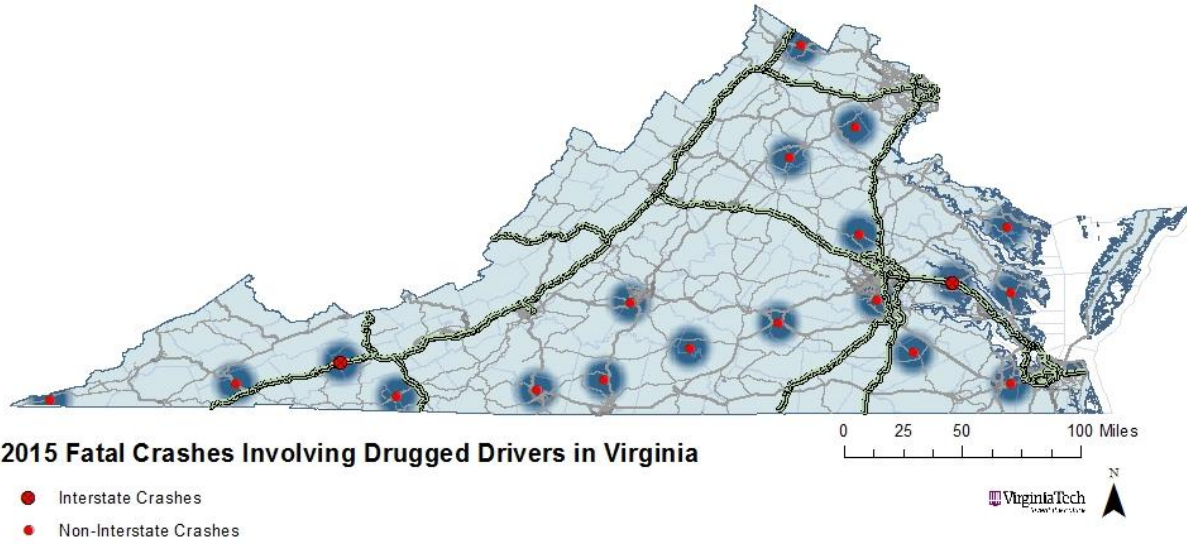 2015 Fatal Crashes Involving Drugged Drivers in Virginia
Interstate Crashes
Non-Interstate Crashes
0 25 50 100 Miles
N
VirginiaTech